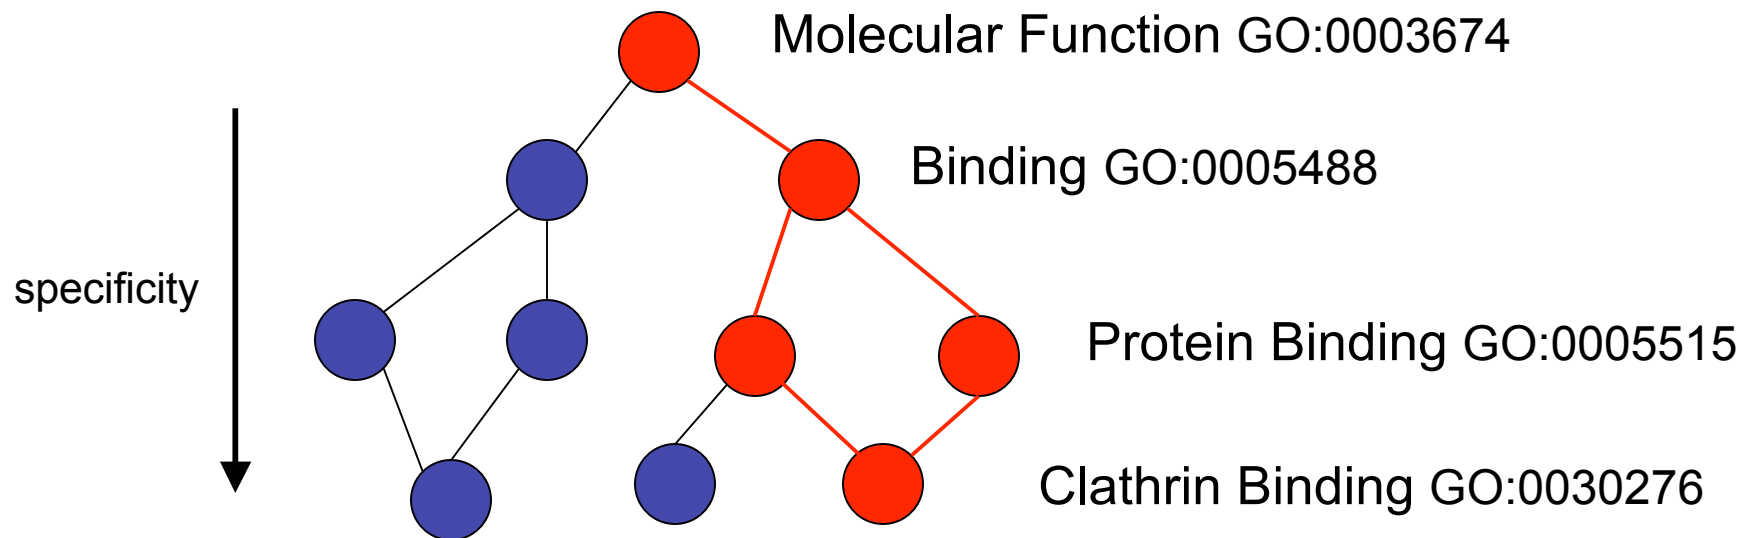 Molecular Function GO:0003674
Binding GO:0005488
specificity
Protein Binding GO:0005515
Clathrin Binding GO:0030276